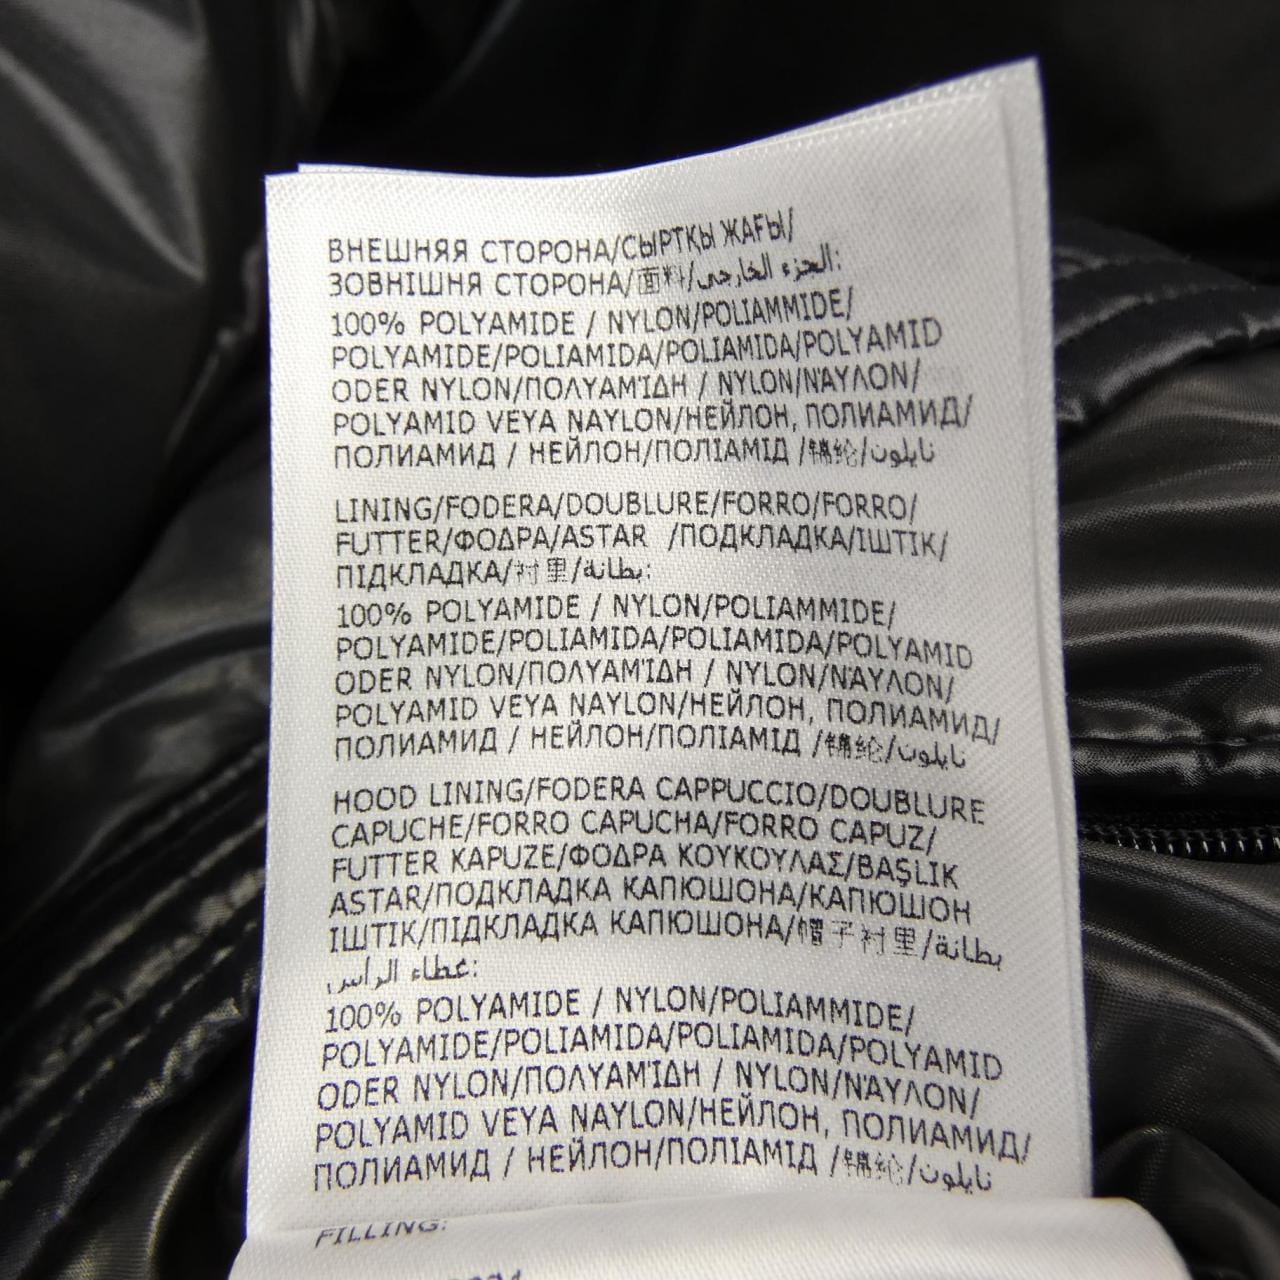 ВНЕШНЯЯ СТОРОНА/СЫРТҚЫ ЖАҒЫ/
ЗОВНІШНЯ СТОРОНА/面料/الجزء الخارجي:
100% POLYAMIDE / NYLON/POLIAMMIDE/
POLYAMIDE/POLIAMIDA/POLIAMIDA/POLYAMID
ODER NYLON/ΠΟΛΥΑΜΊΔΗ / NYLON/ΝΆΥΛΟΝ/
POLYAMID VEYA NAYLON/НЕЙЛОН, ПОЛИАМИД/
ПОЛИАМИД / НЕЙЛОН/ПОЛІАМІД /锦纶/نايلون
LINING/FODERA/DOUBLURE/FORRO/FORRO/
FUTTER/ΦΟΔΡΑ/ASTAR /ПОДКЛАДКА/ІШТІК/
ПІДКЛАДКА/衬里/بطانة:
100% POLYAMIDE / NYLON/POLIAMMIDE/
POLYAMIDE/POLIAMIDA/POLIAMIDA/POLYAMID
ODER NYLON/ΠΟΛΥΑΜΊΔΗ / NYLON/ΝΆΥΛΟΝ/
POLYAMID VEYA NAYLON/НЕЙЛОН, ПОЛИАМИД/
ПОЛИАМИД / НЕЙЛОН/ПОЛІАМІД /锦纶/نايلون
HOOD LINING/FODERA CAPPUCCIO/DOUBLURE
CAPUCHE/FORRO CAPUCHA/FORRO CAPUZ/
FUTTER KAPUZE/ΦΟΔΡΑ ΚΟΥΚΟΥΛΑΣ/BAŞLIK
ASTAR/ПОДКЛАДКА КАПЮШОНА/КАПЮШОН
ІШТІК/ПІДКЛАДКА КАПЮШОНА/帽子衬里/بطانة
غطاء الرأس:
100% POLYAMIDE / NYLON/POLIAMMIDE/
POLYAMIDE/POLIAMIDA/POLIAMIDA/POLYAMID
ODER NYLON/ΠΟΛΥΑΜΊΔΗ / NYLON/ΝΆΥΛΟΝ/
POLYAMID VEYA NAYLON/НЕЙЛОН, ПОЛИАМИД/
ПОЛИАМИД / НЕЙЛОН/ПОЛІАМІД /锦纶/نايلون
FILLING: